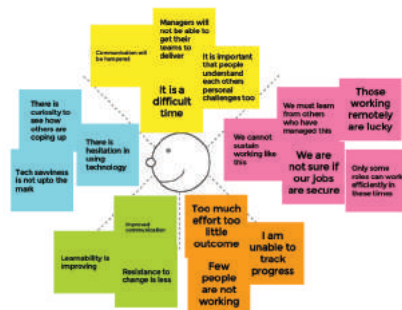 Communication will
be hampered
Managers will
not be able to
get their
teams to
deliver
It is important
that people
understand
each others
personal
challenges too
It is a
difficult
time
There is
curiosity to
see how
others are
coping up
There is
hesitation in
using
technology
Tech savviness
is not upto the
mark
Those
working
remotely
are lucky
We must learn
from others
who have
managed this
We cannot
sustain
working like
this
We are
not sure if
our jobs
are secure
Only some
roles can work
efficiently in
these times
Improved
communication
Learnability is
improving
Resistance to
change is less
Too much
effort too
little
outcome
I am
unable to
track
progress
Few
people are
not working